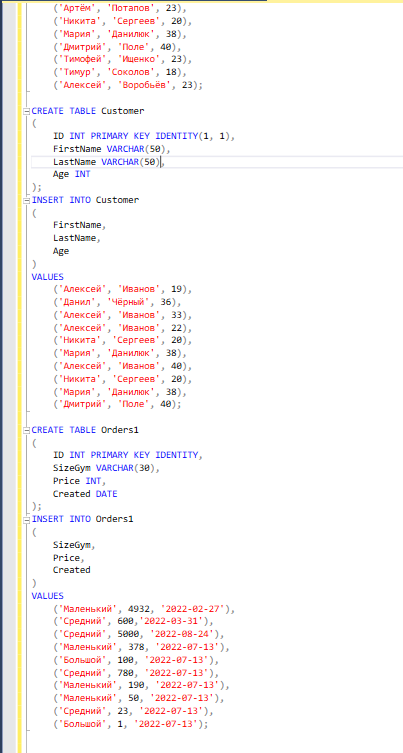 ('Артём', 'Потапов', 23),
('Никита', 'Сергеев', 20),
('Мария', 'Данилюк', 38),
('Дмитрий', 'Поле', 40),
('Тимофей', 'Ищенко', 23),
('Тимур', 'Соколов', 18),
('Алексей', 'Воробьёв', 23);
CREATE TABLE Customer
(
ID INT PRIMARY KEY IDENTITY(1, 1),
FirstName VARCHAR(50),
LastName VARCHAR(50),
Age INT
);
INSERT INTO Customer
(
FirstName,
LastName,
Age
)
VALUES
('Алексей', 'Иванов', 19),
('Данил', 'Чёрный', 36),
('Алексей', 'Иванов', 33),
('Алексей', 'Иванов', 22),
('Никита', 'Сергеев', 20),
('Мария', 'Данилюк', 38),
('Алексей', 'Иванов', 40),
('Никита', 'Сергеев', 20),
('Мария', 'Данилюк', 38),
('Дмитрий', 'Поле', 40);
CREATE TABLE Orders1
(
ID INT PRIMARY KEY IDENTITY,
SizeGym VARCHAR(30),
Price INT,
Created DATE
);
INSERT INTO Orders1
(
SizeGym,
Price,
Created
)
VALUES
('Маленький', 4932, '2022-02-27'),
('Средний', 600,'2022-03-31'),
('Средний', 5000, '2022-08-24'),
('Маленький', 378, '2022-07-13'),
('Большой', 100, '2022-07-13'),
('Средний', 780, '2022-07-13'),
('Маленький', 190, '2022-07-13'),
('Маленький', 50, '2022-07-13'),
('Средний', 23, '2022-07-13'),
('Большой', 1, '2022-07-13');